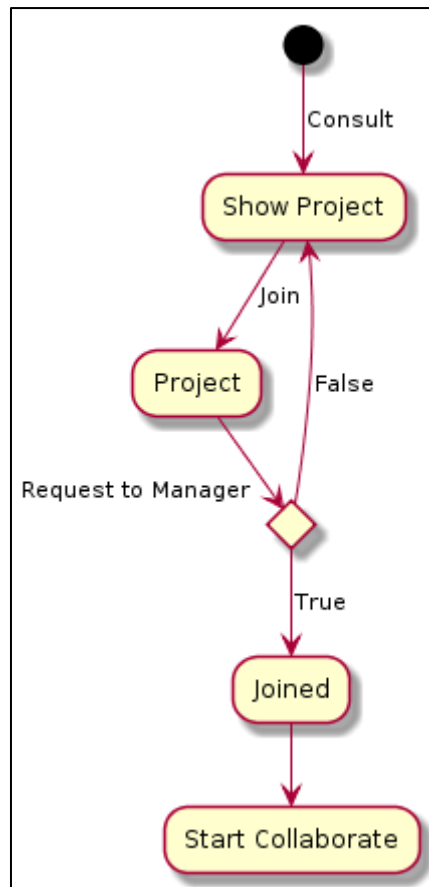 Consult
Show Project
Join
Project
False
Request to Manager
True
Joined
Start Collaborate